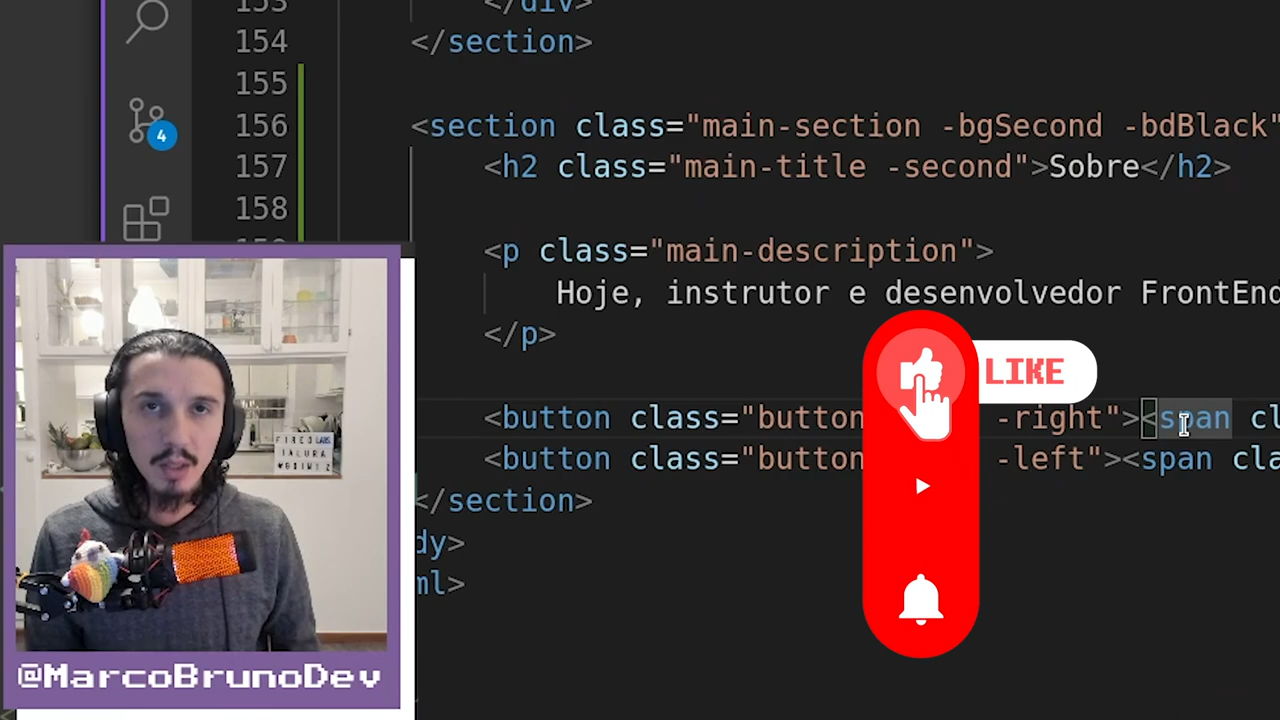 153 </div>
154 </section>
155
156 <section class="main-section -bgSecond -bdBlack"
157 <h2 class="main-title -second">Sobre</h2>
158
<p class="main-description">
Hoje, instrutor e desenvolvedor FrontEnd
</p>
<button class="button -right"><span cl
<button class="button -left"><span cla
</section>
dy>
ml>
4
LIKE
@MarcoBrunoDev